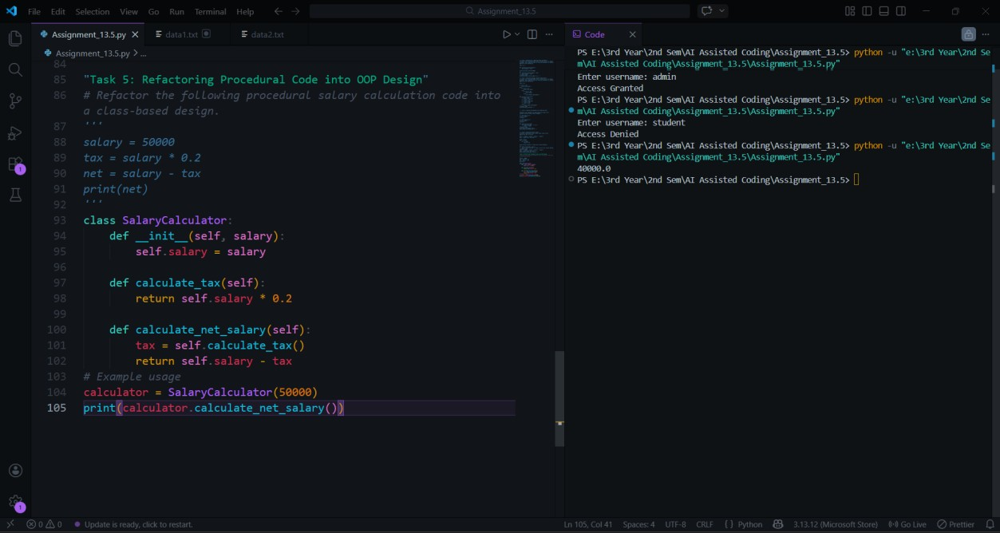 File Edit Selection View Go Run Terminal Help
Assignment_13.5
Assignment_13.5.py
data1.txt
data2.txt
Assignment_13.5.py > ...
84
85 "Task 5: Refactoring Procedural Code into OOP Design"
86 # Refactor the following procedural salary calculation code into
a class-based design.
87 '''
88 salary = 50000
89 tax = salary * 0.2
90 net = salary - tax
91 print(net)
92 '''
93 class SalaryCalculator:
94     def __init__(self, salary):
95         self.salary = salary
96
97     def calculate_tax(self):
98         return self.salary * 0.2
99
100     def calculate_net_salary(self):
101         tax = self.calculate_tax()
102         return self.salary - tax
103 # Example usage
104 calculator = SalaryCalculator(50000)
105 print(calculator.calculate_net_salary())
Code
PS E:\3rd Year\2nd Sem\AI Assisted Coding\Assignment_13.5> python -u "e:\3rd Year\2nd Se
m\AI Assisted Coding\Assignment_13.5\Assignment_13.5.py"
Enter username: admin
Access Granted
PS E:\3rd Year\2nd Sem\AI Assisted Coding\Assignment_13.5> python -u "e:\3rd Year\2nd Se
m\AI Assisted Coding\Assignment_13.5\Assignment_13.5.py"
Enter username: student
Access Denied
PS E:\3rd Year\2nd Sem\AI Assisted Coding\Assignment_13.5> python -u "e:\3rd Year\2nd Se
m\AI Assisted Coding\Assignment_13.5\Assignment_13.5.py"
40000.0
PS E:\3rd Year\2nd Sem\AI Assisted Coding\Assignment_13.5>
1
1
0 0 Update is ready, click to restart.
Ln 105, Col 41 Spaces: 4 UTF-8 CRLF { } Python 3.13.12 (Microsoft Store) Go Live Prettier